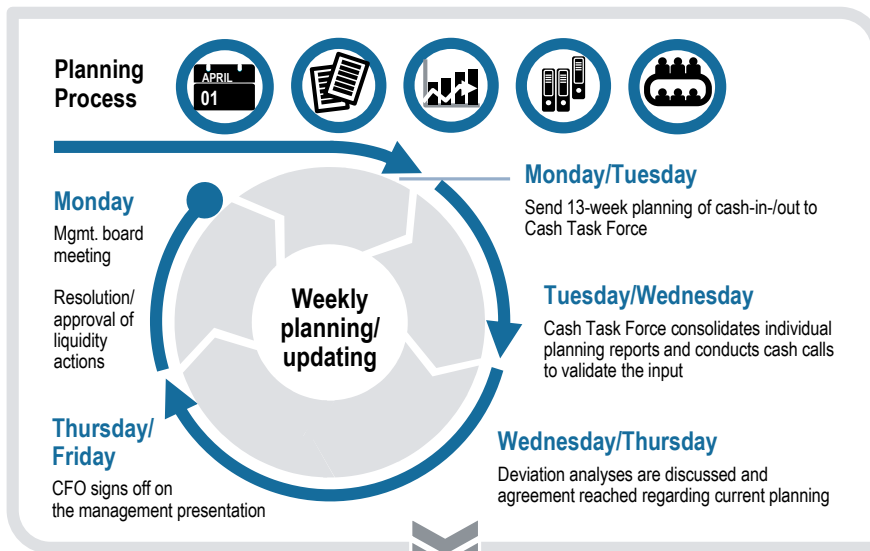 Planning
Process
APRIL
01
Monday/Tuesday
Send 13-week planning of cash-in-/out to
Cash Task Force
Tuesday/Wednesday
Cash Task Force consolidates individual
planning reports and conducts cash calls
to validate the input
Wednesday/Thursday
Deviation analyses are discussed and
agreement reached regarding current planning
Thursday/
Friday
CFO signs off on
the management presentation
Monday
Mgmt. board
meeting
Resolution/
approval of
liquidity
actions
Weekly
planning/
updating